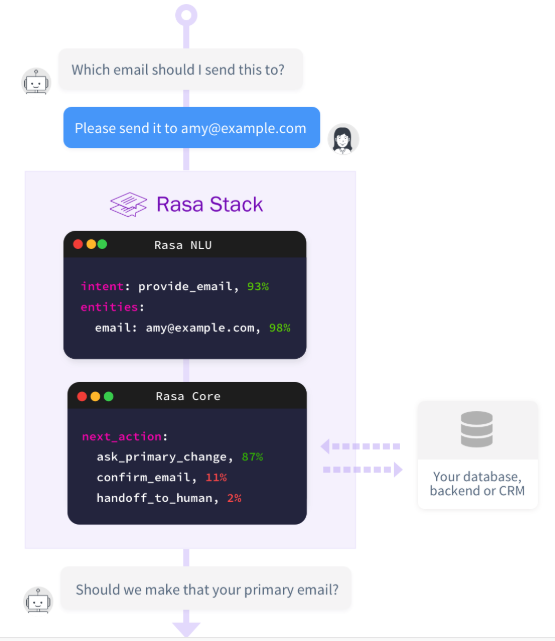 Which email should I send this to?
Please send it to amy@example.com
Rasa Stack
Rasa NLU
intent: provide_email, 93%
entities:
email: amy@example.com, 98%
Rasa Core
next_action:
ask_primary_change, 87%
confirm_email, 11%
handoff_to_human, 2%
Your database,
backend or CRM
Should we make that your primary email?